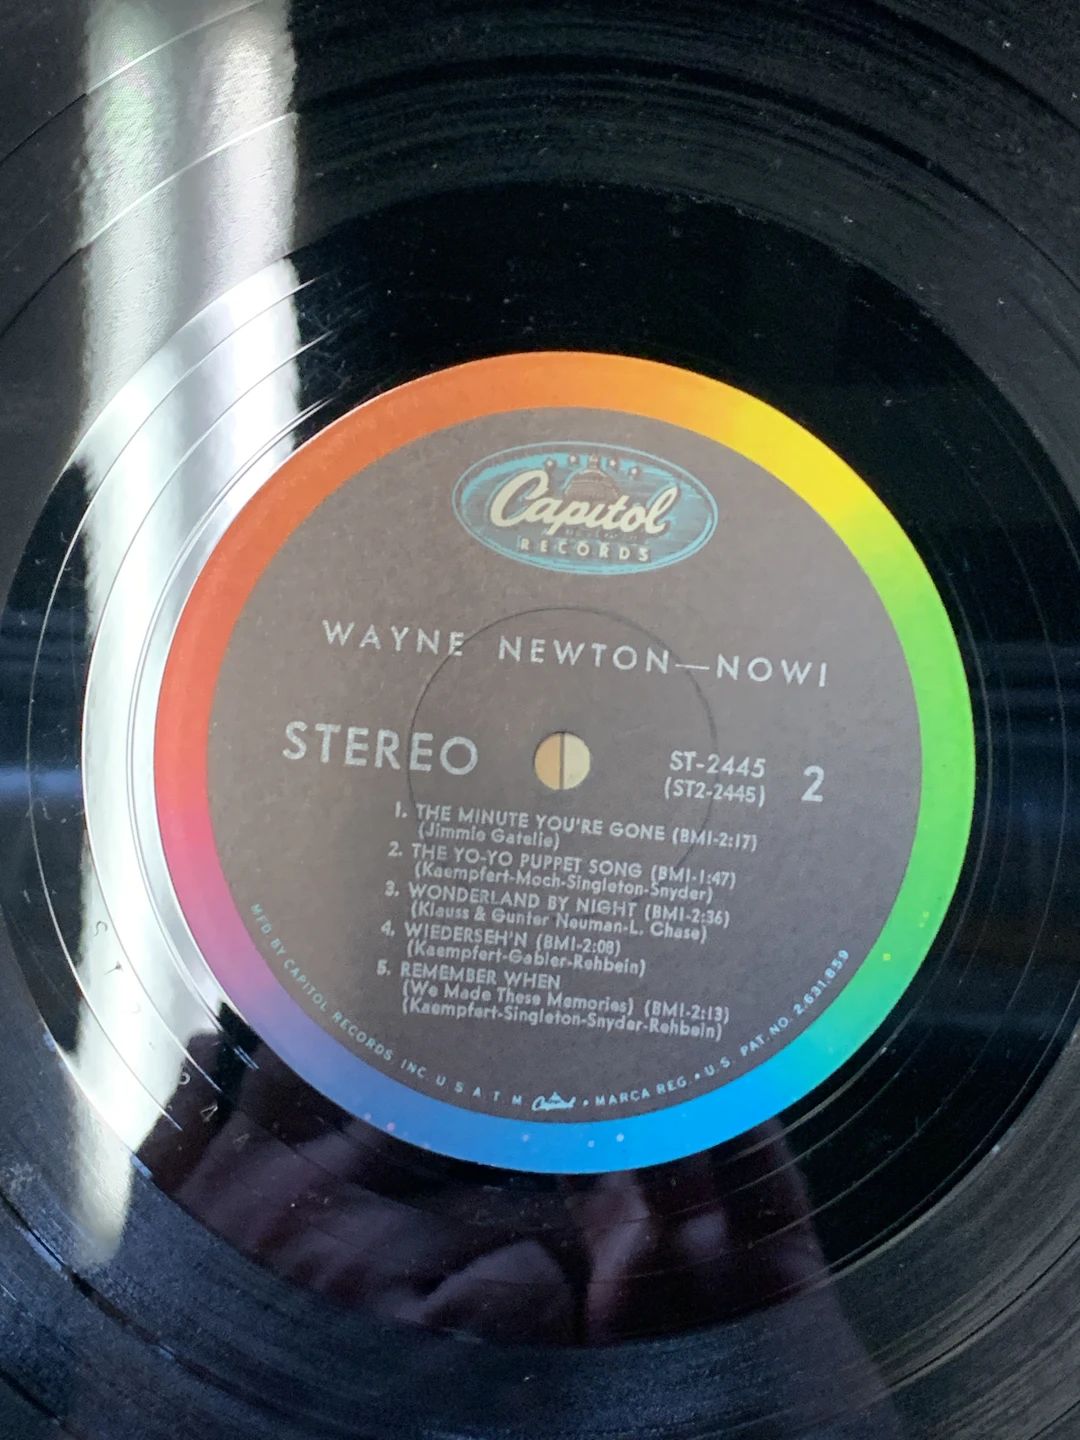 Capitol
RECORDS
WAYNE NEWTON—NOW!
STEREO
ST-2445
(ST2-2445)
2
1. THE MINUTE YOU'RE GONE (BMI-2:17)
(Jimmie Gatelie)
2. THE YO-YO PUPPET SONG (BMI-1:47)
(Kaempfert-Moch-Singleton-Snyder)
3. WONDERLAND BY NIGHT (BMI-2:36)
(Klauss & Gunter Neuman-L. Chase)
4. WIEDERSEH'N (BMI-2:08)
(Kaempfert-Gabler-Rehbein)
5. REMEMBER WHEN
(We Made These Memories) (BMI-2:13)
(Kaempfert-Singleton-Snyder-Rehbein)
MFD BY CAPITOL RECORDS INC. U S A T M Capitol • MARCA REG. • U.S. PAT. NO. 2,631,859